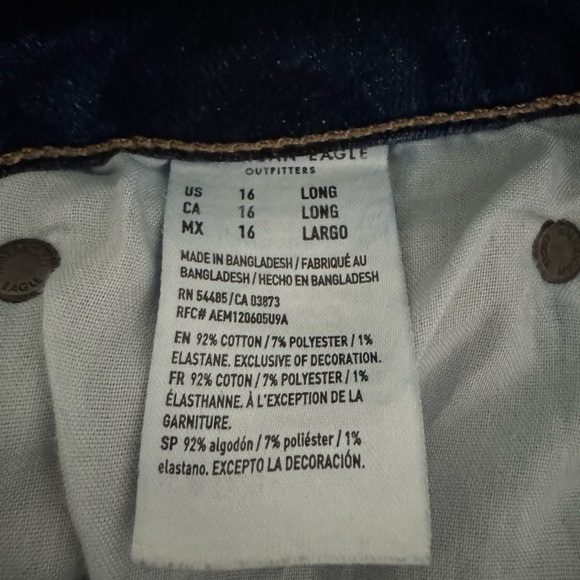 EAGLE
OUTFITTERS
US 16 LONG
CA 16 LONG
MX 16 LARGO
MADE IN BANGLADESH / FABRIQUÉ AU
BANGLADESH / HECHO EN BANGLADESH
RN 54485 / CA 03873
RFC# AEM120605U9A
EN 92% COTTON / 7% POLYESTER / 1%
ELASTANE. EXCLUSIVE OF DECORATION.
FR 92% COTON / 7% POLYESTER / 1%
ÉLASTHANNE. À L'EXCEPTION DE LA
GARNITURE.
SP 92% algodón / 7% poliéster / 1%
elastano. EXCEPTO LA DECORACIÓN.
EAGLE